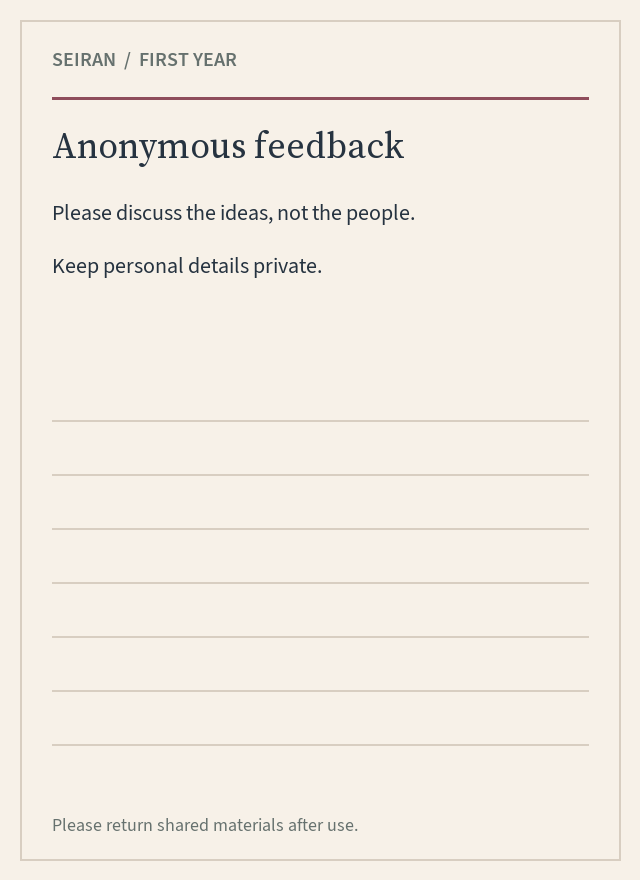 SEIRAN / FIRST YEAR
Anonymous feedback
Please discuss the ideas, not the people.
Keep personal details private.
Please return shared materials after use.